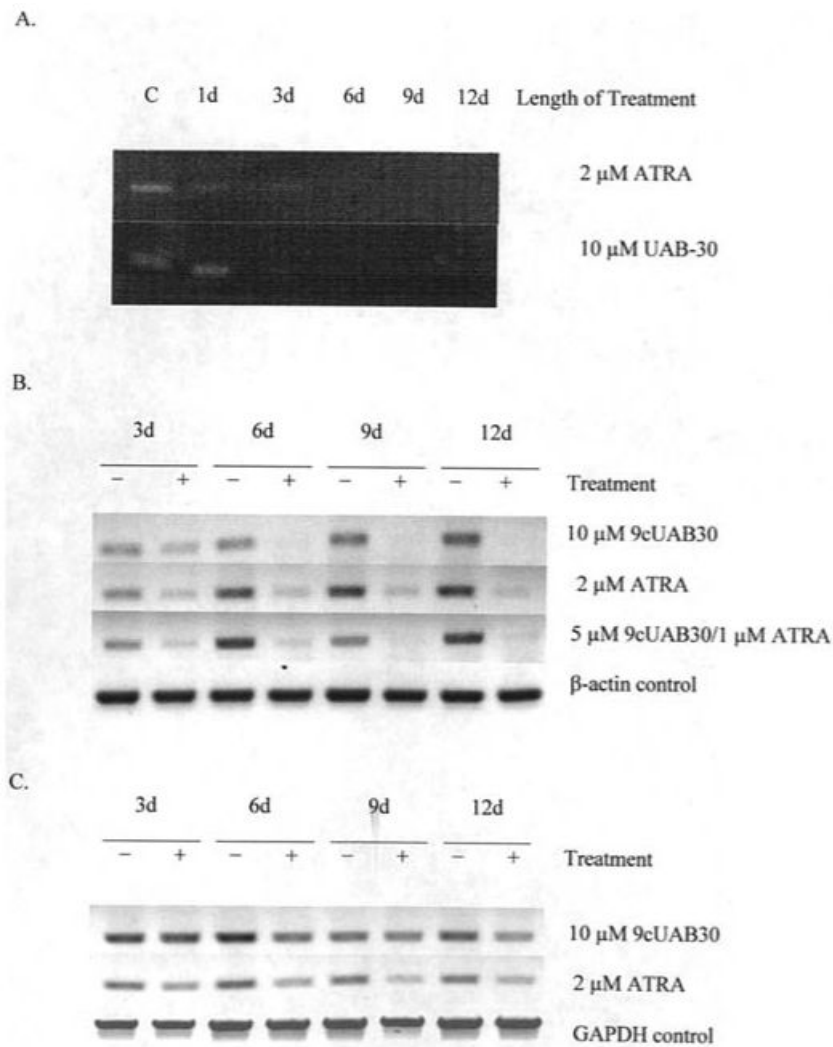 A.
C 1d 3d 6d 9d 12d Length of Treatment
2 μM ATRA
10 μM UAB-30
B.
3d 6d 9d 12d
− + − + − + − + Treatment
10 μM 9cUAB30
2 μM ATRA
5 μM 9cUAB30/1 μM ATRA
β-actin control
C.
3d 6d 9d 12d
− + − + − + − + Treatment
10 μM 9cUAB30
2 μM ATRA
GAPDH control